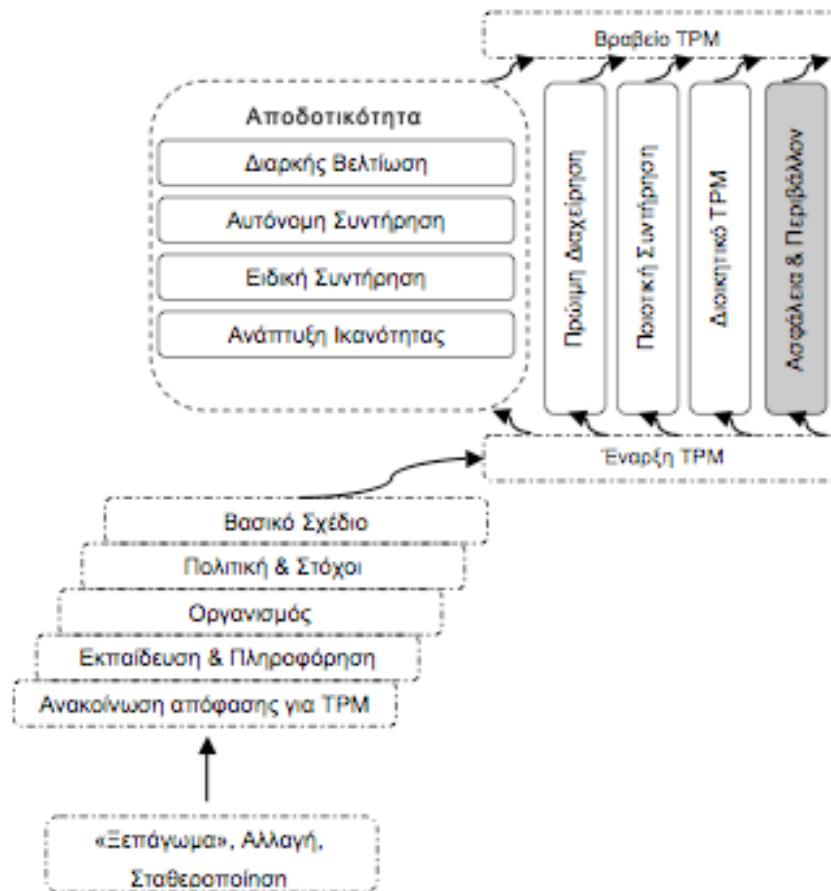 Βραβείο TPM
Αποδοτικότητα
Διαρκής Βελτίωση
Αυτόνομη Συντήρηση
Ειδική Συντήρηση
Ανάπτυξη Ικανότητας
Πρώιμη Διαχείρηση
Ποιοτική Συντήρηση
Διοικητικό TPM
Ασφάλεια & Περιβάλλον
Έναρξη TPM
Βασικό Σχέδιο
Πολιτική & Στόχοι
Οργανισμός
Εκπαίδευση & Πληροφόρηση
Ανακοίνωση απόφασης για TPM
«Ξεπάγωμα», Αλλαγή,
Σταθεροποίηση